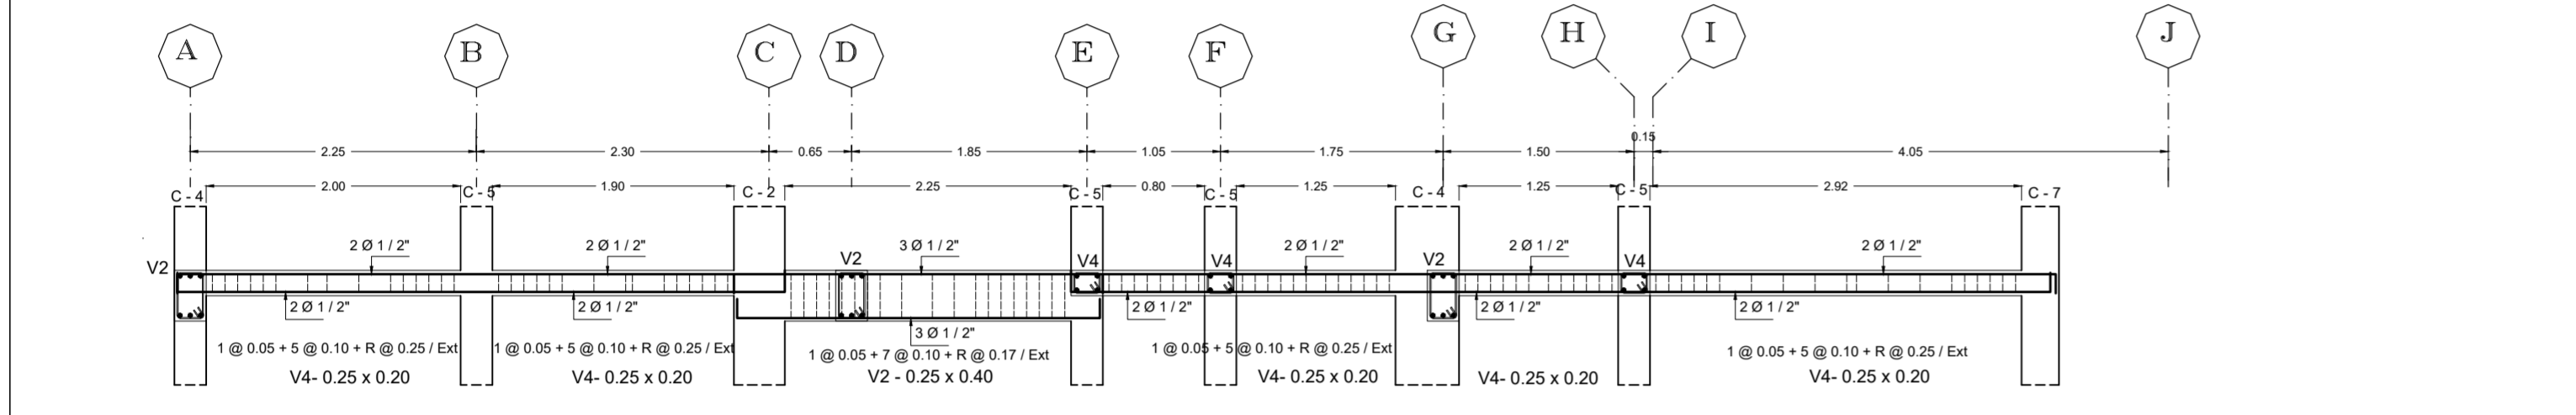 A B C D E F G H I J
0.15
2.25 2.30 0.65 1.85 1.05 1.75 1.50 4.05
2.00 1.90 2.25 0.80 1.25 1.25 2.92
C - 4 C - 5 C - 2 C - 5 C - 5 C - 4 C - 5 C - 7
2 Ø 1 / 2" 2 Ø 1 / 2" 3 Ø 1 / 2" 2 Ø 1 / 2" 2 Ø 1 / 2" 2 Ø 1 / 2"
V2 V2 V4 V4 V2 V4
2 Ø 1 / 2" 2 Ø 1 / 2" 2 Ø 1 / 2" 2 Ø 1 / 2" 2 Ø 1 / 2"
3 Ø 1 / 2"
1 @ 0.05 + 5 @ 0.10 + R @ 0.25 / Ext 1 @ 0.05 + 5 @ 0.10 + R @ 0.25 / Ext 1 @ 0.05 + 7 @ 0.10 + R @ 0.17 / Ext 1 @ 0.05 + 5 @ 0.10 + R @ 0.25 / Ext 1 @ 0.05 + 5 @ 0.10 + R @ 0.25 / Ext
V4- 0.25 x 0.20 V4- 0.25 x 0.20 V2 - 0.25 x 0.40 V4- 0.25 x 0.20 V4- 0.25 x 0.20 V4- 0.25 x 0.20